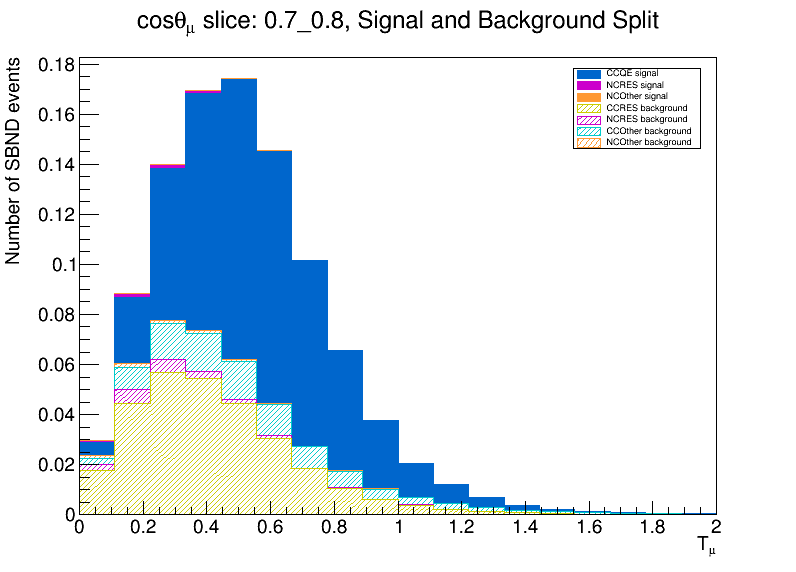 cosθμ slice: 0.7_0.8, Signal and Background Split
Number of SBND events
0.18
0.16
0.14
0.12
0.1
0.08
0.06
0.04
0.02
0
CCQE signal
NCRES signal
NCOther signal
CCRES background
NCRES background
CCOther background
NCOther background
0 0.2 0.4 0.6 0.8 1 1.2 1.4 1.6 1.8 2
Tμ